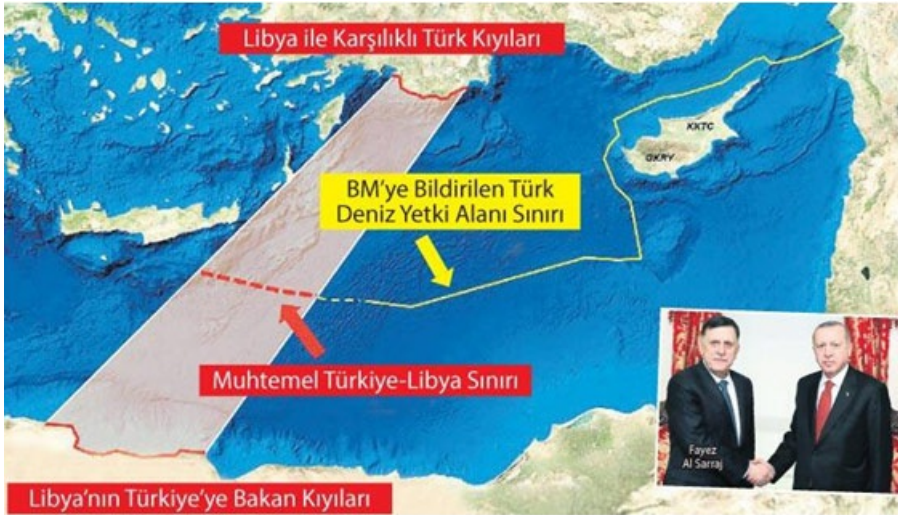 Libya ile Karşılıklı Türk Kıyıları
KKTC
GKRY
BM'ye Bildirilen Türk
Deniz Yetki Alanı Sınırı
Muhtemel Türkiye-Libya Sınırı
Fayez
Al Sarraj
Libya'nın Türkiye'ye Bakan Kıyıları